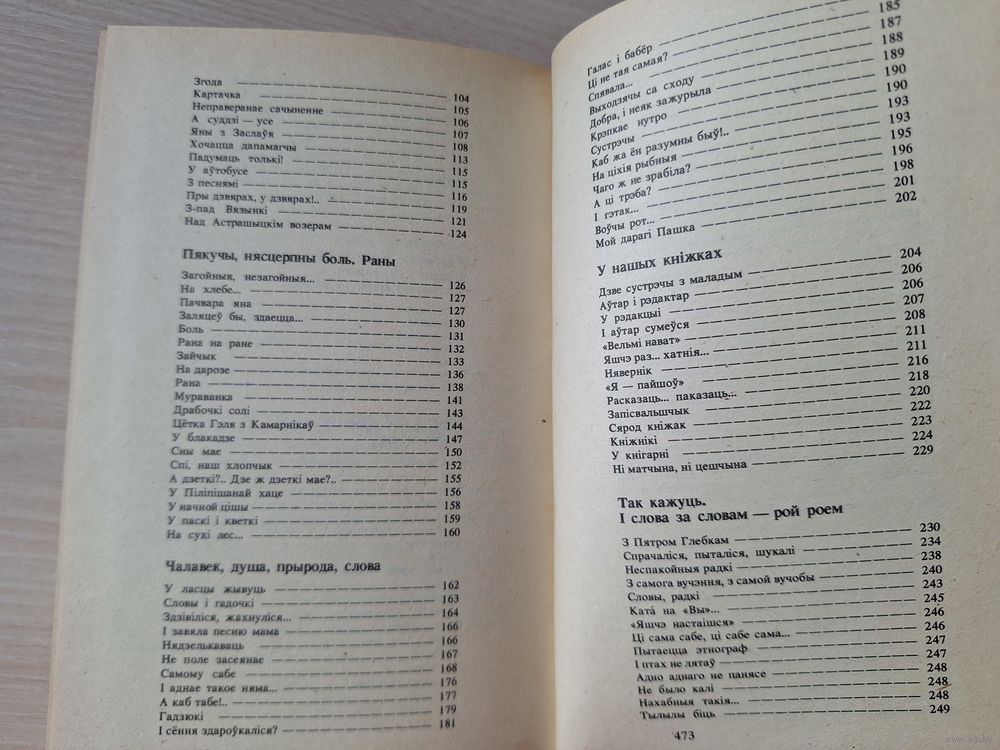 Згода — 104
Картачка — 105
Неправеранае сачыненне — 106
А суддзі — усе — 107
Яны з Заслаўя — 108
Хочацца дапамагчы — 113
Падумаць толькі! — 115
У аўтобусе — 115
З песнямі — 116
Пры дзвярах, у дзвярах!.. — 119
З-пад Вязынкі — 121
Над Астрашыцкім возерам — 124
Пякучы, нясцерпны боль. Раны
Загойныя, незагойныя... — 126
На хлебе... — 127
Пачвара яна — 127
Заляцеў бы, здаецца... — 130
Боль — 131
Рана на ране — 132
Зайчык — 133
На дарозе — 136
Рана — 138
Мураванка — 141
Драбочкі солі — 143
Цётка Гэля з Камарнікаў — 144
У блакадзе — 147
Сны мае — 150
Спі, наш хлопчык — 152
А дзеткі?.. Дзе ж дзеткі мае?.. — 155
У Піліпішанай хаце — 156
У начной цішы — 158
У паскі і кветкі — 159
На сухі лес... — 160
Чалавек, душа, прырода, слова
У ласцы жывуць — 162
Словы і гадочкі — 163
Здзівіліся, жахнуліся... — 164
І завяла песню мама — 166
Нядзелькаваць — 166
Не поле засеянае — 167
Самому сабе — 168
І аднае такое няма... — 176
А каб табе!.. — 177
Гадзюкі — 179
І сёння здароўкаліся? — 181
Галас і бабёр
Ці не тая самая? — 185
Спявала... — 187
Выходзячы са сходу — 188
Добра, і неяк зажурыла — 189
Крэпкае нутро — 190
Сустрэчы — 190
Каб жа ён разумны быў!.. — 193
На ціхія рыбныя — 193
Чаго ж не зрабіла? — 195
А ці трэба? — 196
І гэтак... — 198
Воўчы рот... — 201
Мой дарагі Пашка — 202
У нашых кніжках
Дзве сустрэчы з маладым — 204
Аўтар і рэдактар — 206
У рэдакцыі — 206
І аўтар сумеўся — 207
«Вельмі нават» — 208
Яшчэ раз... хатнія... — 211
Нявернік — 211
«Я — пайшоў» — 216
Расказаць... паказаць... — 218
Запісвальшчык — 220
Сярод кніжак — 222
Кніжнікі — 223
У кнігарні — 224
Ні матчына, ні цешчына — 229
Так кажуць.
І слова за словам — рой роем
З Пятром Глебкам — 230
Спрачаліся, пыталіся, шукалі — 234
Неспакойныя радкі — 238
З самога вучэння, з самой вучобы — 240
Словы, радкі — 243
Ката́ на «Вы»... — 245
«Яшчэ настаішся» — 246
Ці сама сабе, ці сабе сама... — 246
Пытаецца этнограф — 247
І птах не лятаў — 247
Адно аднаго не панясе — 248
Не было калі — 248
Нахабныя такія... — 248
Тылылы біць — 249
473